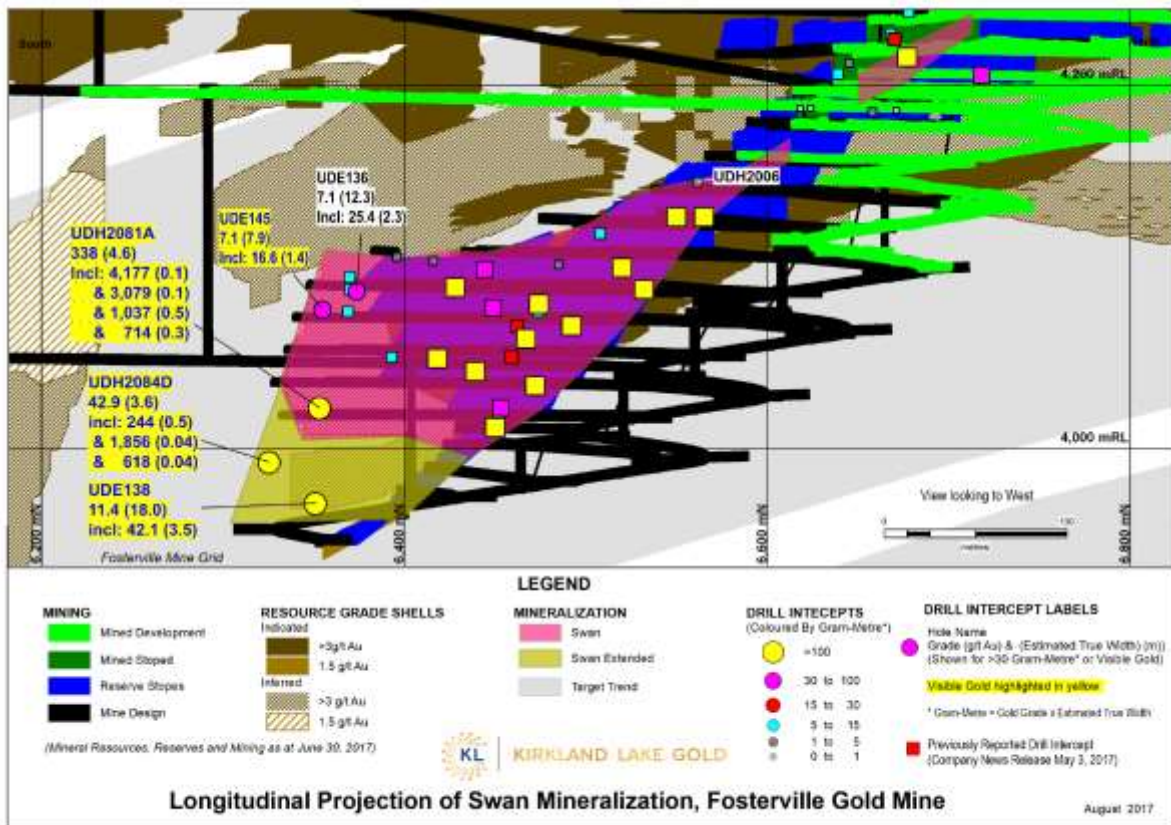 South
4,200 mRL
UDE136
7.1 (12.3)
Incl: 25.4 (2.3)
UDH2006
UDE145
7.1 (7.9)
Incl: 16.6 (1.4)
UDH2081A
338 (4.6)
Incl: 4,177 (0.1)
& 3,079 (0.1)
& 1,037 (0.5)
& 714 (0.3)
UDH2084D
42.9 (3.6)
incl: 244 (0.5)
& 1,856 (0.04)
& 618 (0.04)
4,000 mRL
UDE138
11.4 (18.0)
incl: 42.1 (3.5)
View looking to West
metres
6,200 mN
6,400 mN
6,600 mN
6,800 mN
Fosterville Mine Grid
LEGEND
MINING
Mined Development
Mined Stoped
Reserve Stopes
Mine Design
RESOURCE GRADE SHELLS
Indicated
>3g/t Au
1.5 g/t Au
Inferred
>3 g/t Au
1.5 g/t Au
MINERALIZATION
Swan
Swan Extended
Target Trend
DRILL INTECEPTS
(Coloured By Gram-Metre*)
>100
30 to 100
15 to 30
5 to 15
1 to 5
0 to 1
DRILL INTERCEPT LABELS
Hole Name
Grade (g/t Au) & (Estimated True Width) (m))
(Shown for >30 Gram-Metre* or Visible Gold)
Visible Gold highlighted in yellow
* Gram-Metre = Gold Grade x Estimated True Width
Previously Reported Drill Intercept
(Company News Release May 3, 2017)
(Mineral Resources, Reserves and Mining as at June 30, 2017)
KL KIRKLAND LAKE GOLD
Longitudinal Projection of Swan Mineralization, Fosterville Gold Mine
August 2017